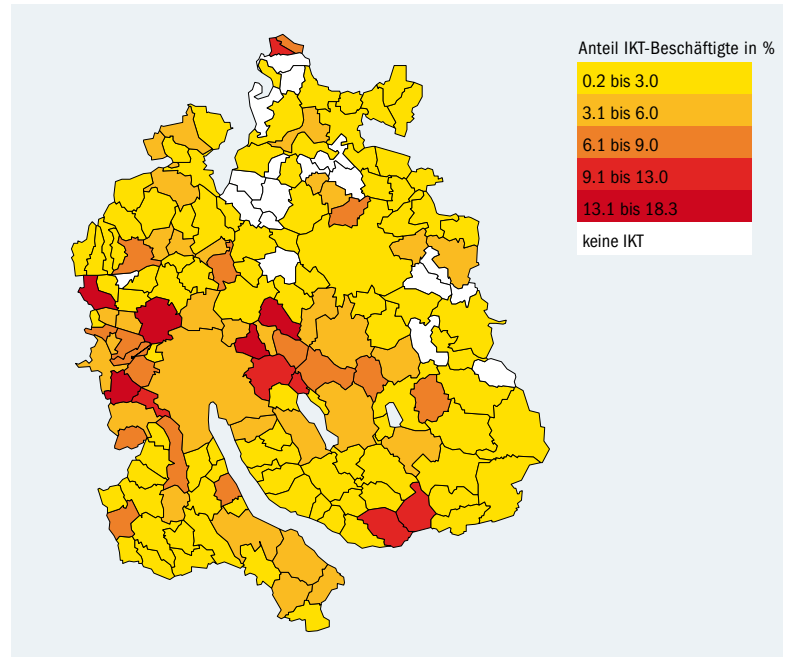 Anteil IKT-Beschäftigte in %
0.2 bis 3.0
3.1 bis 6.0
6.1 bis 9.0
9.1 bis 13.0
13.1 bis 18.3
keine IKT